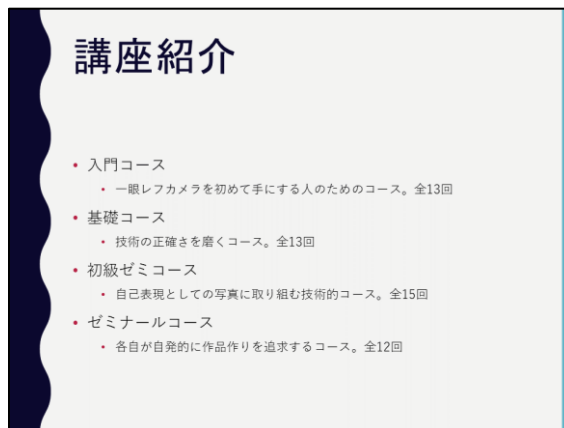 講座紹介
• 入門コース
• 一眼レフカメラを初めて手にする人のためのコース。全13回
• 基礎コース
• 技術の正確さを磨くコース。全13回
• 初級ゼミコース
• 自己表現としての写真に取り組む技術的コース。全15回
• ゼミナールコース
• 各自が自発的に作品作りを追求するコース。全12回